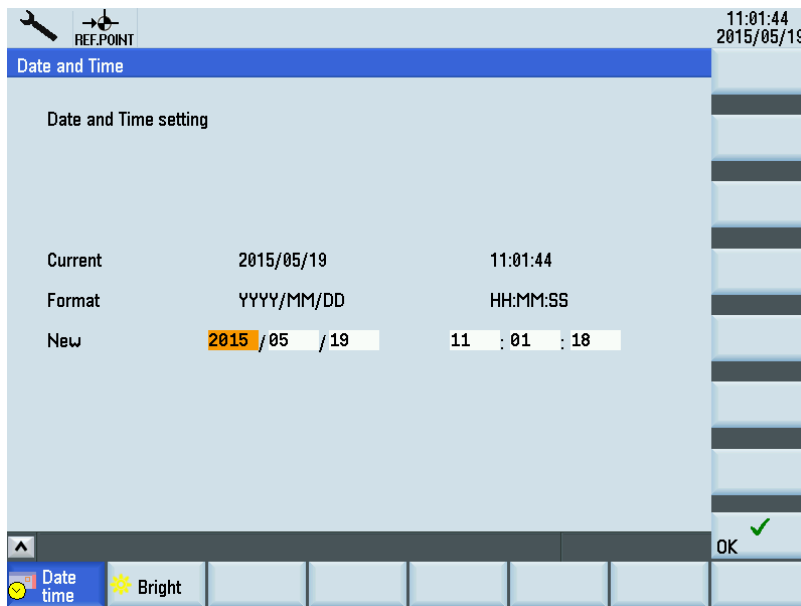 REF.POINT
11:01:44
2015/05/19
Date and Time
Date and Time setting
Current 2015/05/19 11:01:44
Format YYYY/MM/DD HH:MM:SS
New 2015 / 05 / 19 11 : 01 : 18
OK
Date
time
Bright